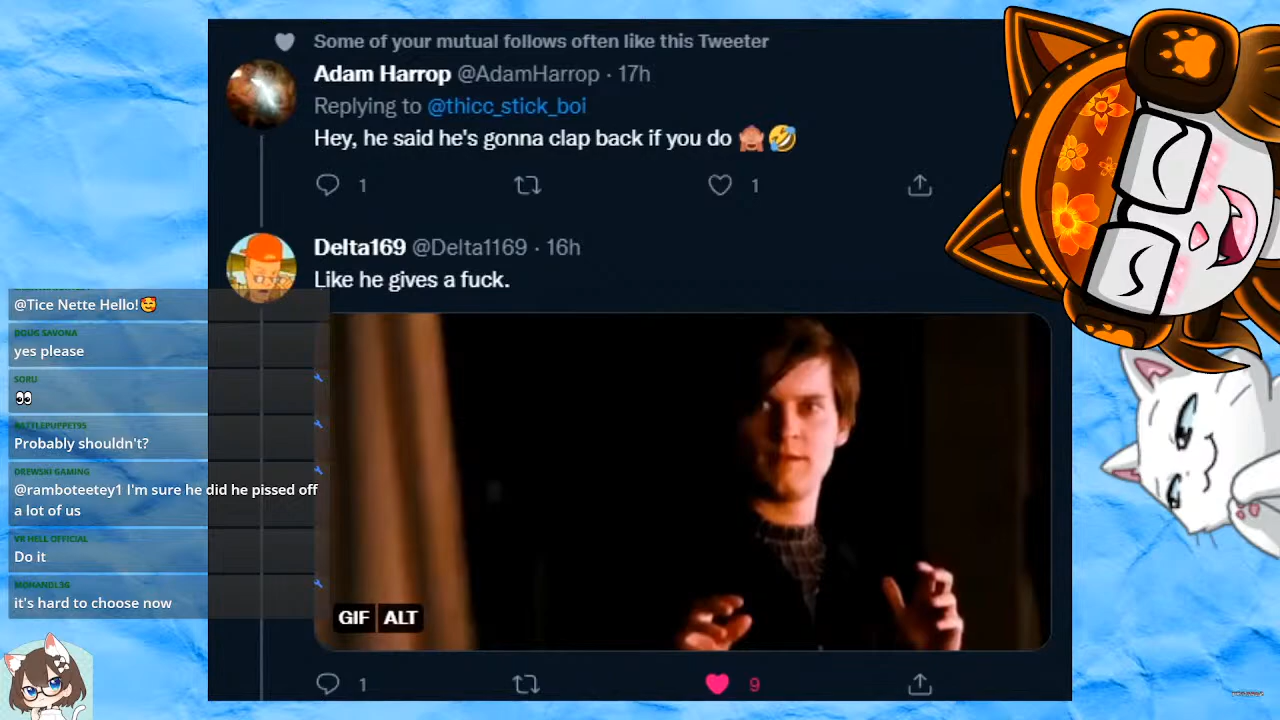 Some of your mutual follows often like this Tweeter
Adam Harrop @AdamHarrop · 17h
Replying to @thicc_stick_boi
Hey, he said he's gonna clap back if you do 🙈🤣
1
1
Delta169 @Delta1169 · 16h
Like he gives a fuck.
GIF ALT
1
9
@Tice Nette Hello!🥰
DOUG SAVONA
yes please
SORU
👀
Probably shouldn't?
DREWSKI GAMING
@ramboteetey1 I'm sure he did he pissed off
a lot of us
VR HELL OFFICIAL
Do it
it's hard to choose now